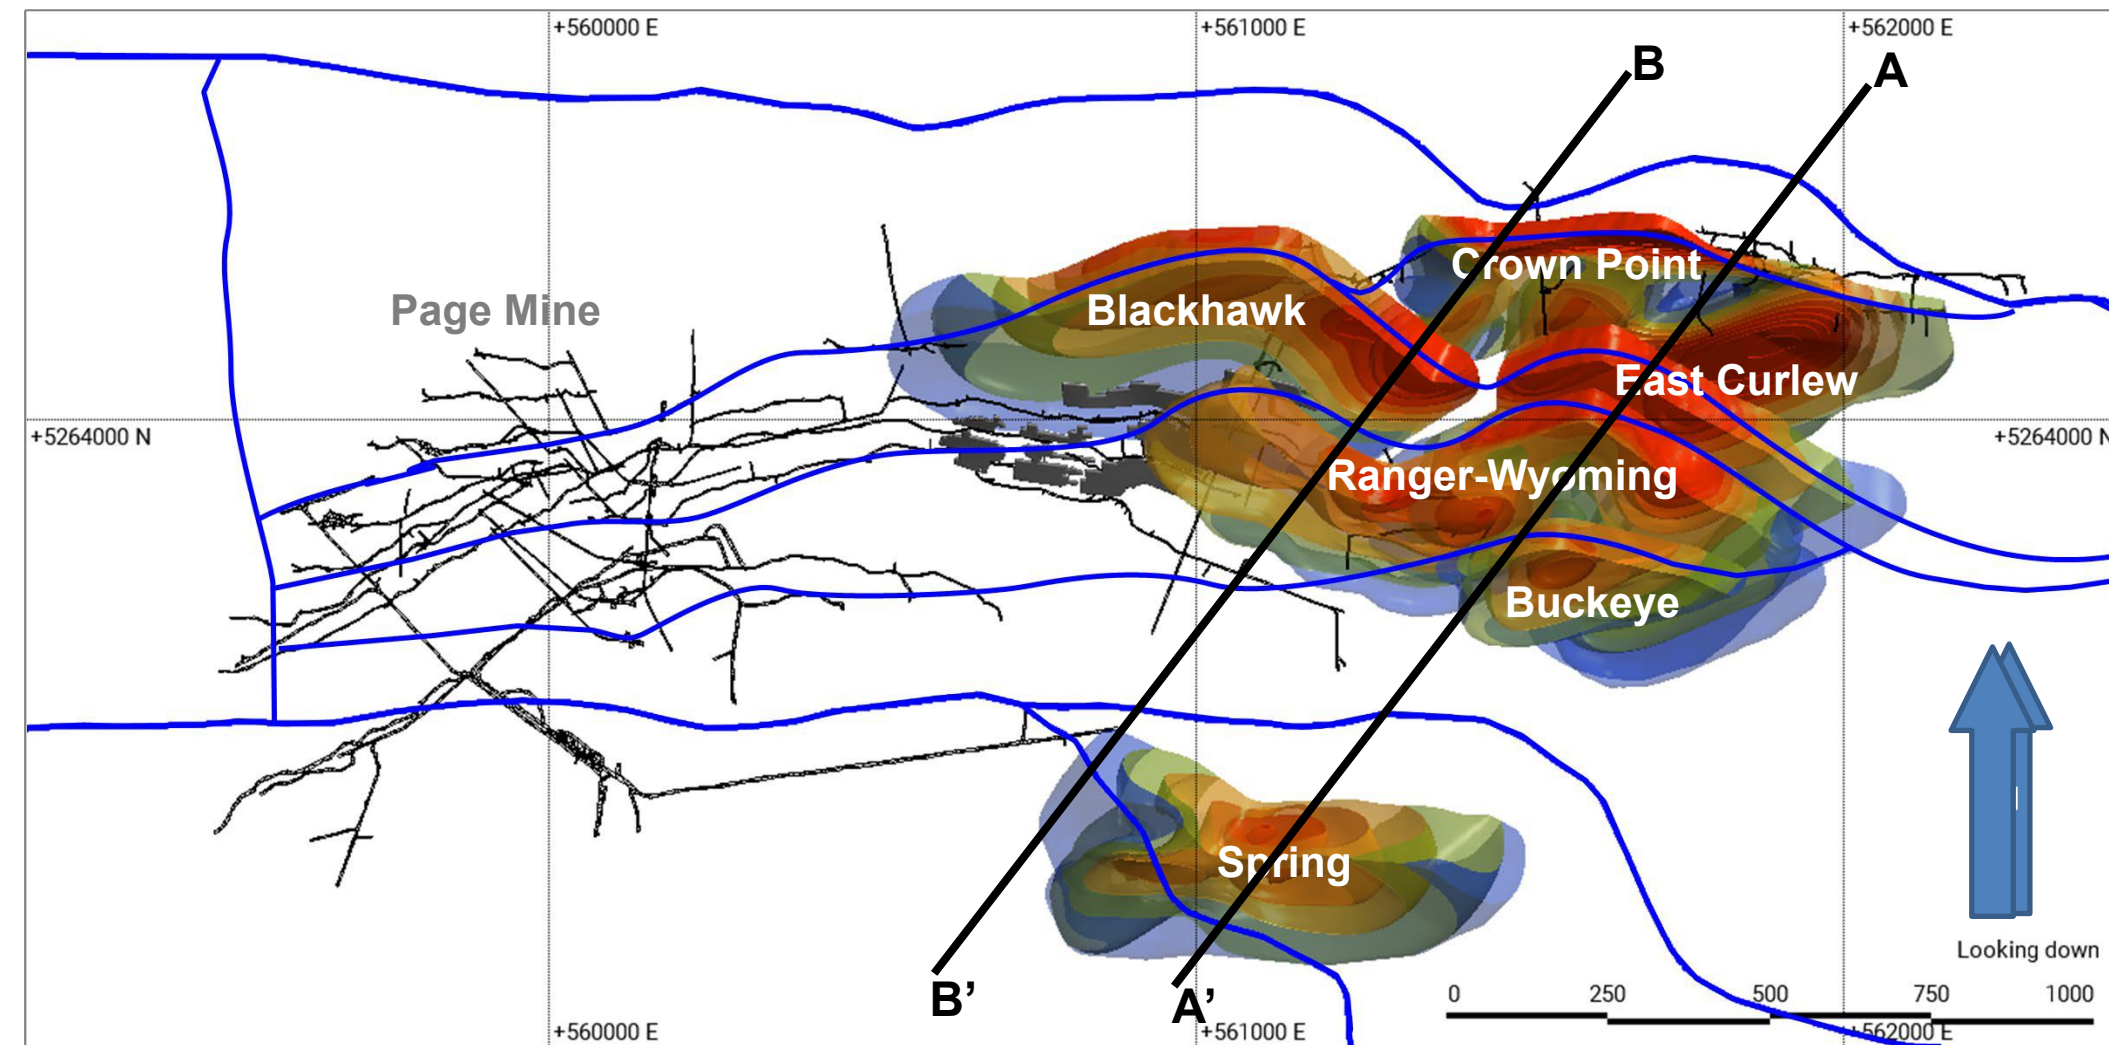 +560000 E
+561000 E
+562000 E
B
A
Crown Point
Page Mine
Blackhawk
East Curlew
+5264000 N
+5264000 N
Ranger-Wyoming
Buckeye
Spring
Looking down
B’
A’
0 250 500 750 1000
+560000 E
+561000 E
+562000 E